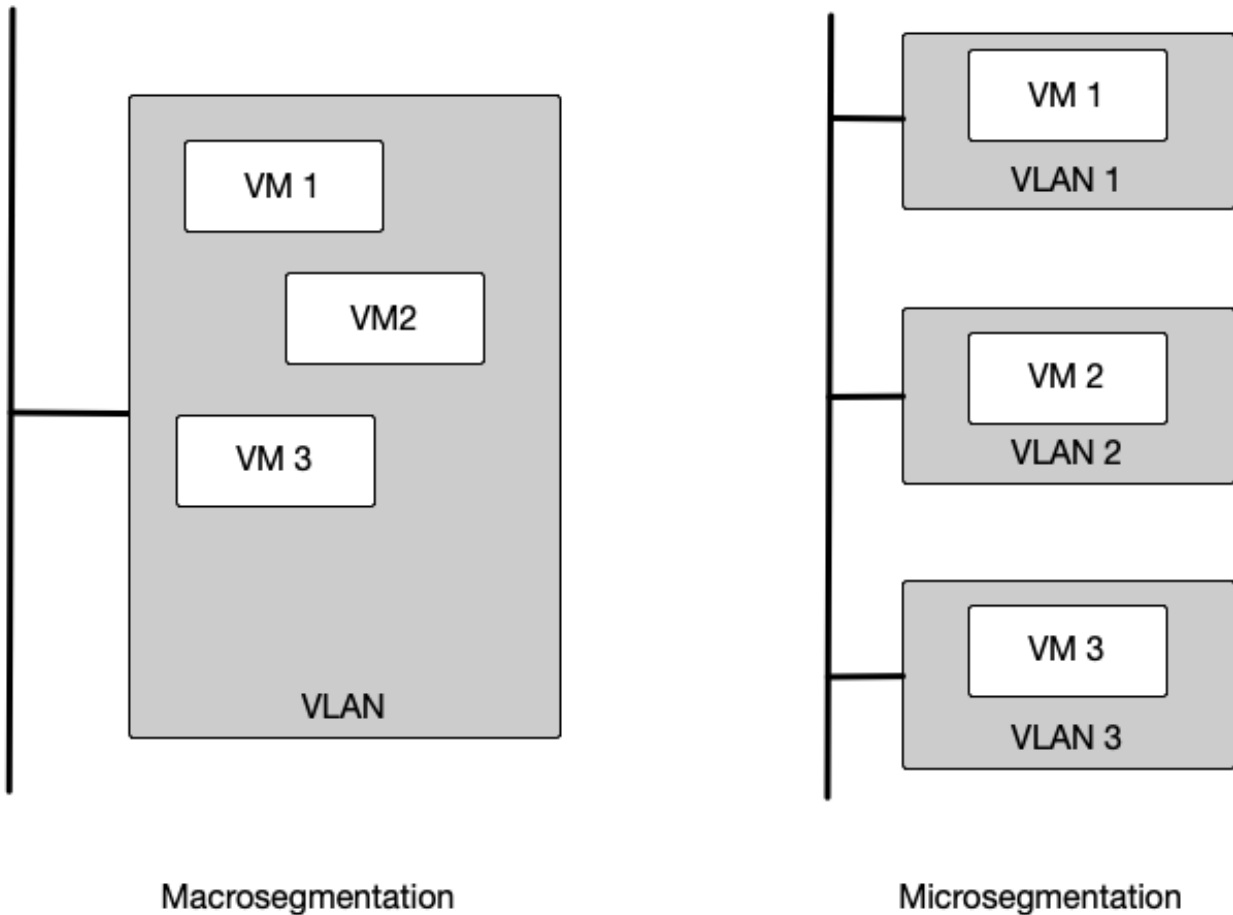 VM 1
VM2
VM 3
VLAN
Macrosegmentation
VM 1
VLAN 1
VM 2
VLAN 2
VM 3
VLAN 3
Microsegmentation